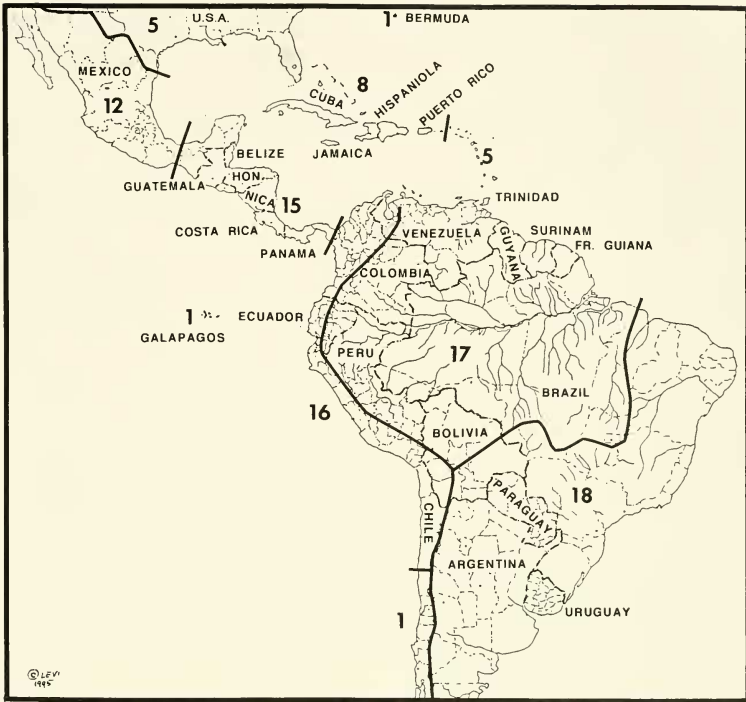 5
U.S.A.
1
BERMUDA
MEXICO
12
8
CUBA
HISPANIOLA
PUERTO RICO
BELIZE
JAMAICA
5
GUATEMALA
HON.
NICA
15
TRINIDAD
COSTA RICA
PANAMA
VENEZUELA
GUYANA
SURINAM
FR. GUIANA
COLOMBIA
1
GALAPAGOS
ECUADOR
PERU
17
BRAZIL
16
BOLIVIA
PARAGUAY
18
CHILE
ARGENTINA
1
URUGUAY
© LEVI
1995